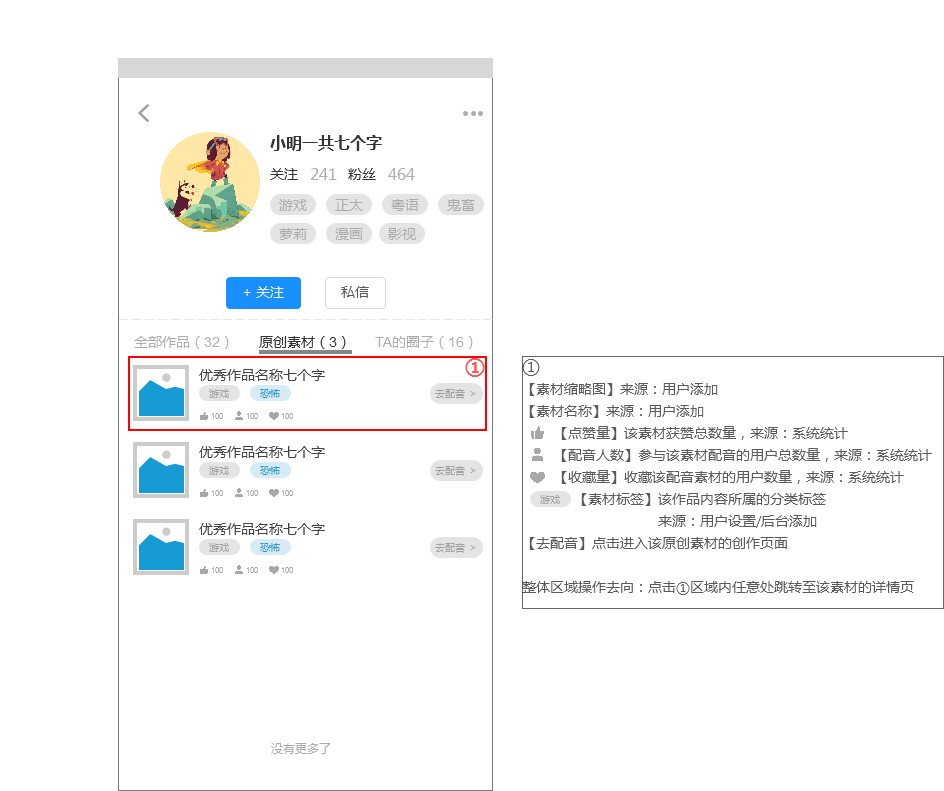 小明一共七个字
关注 241 粉丝 464
游戏 正太 粤语 鬼畜
萝莉 漫画 影视
+ 关注 私信
全部作品（32） 原创素材（3） TA的圈子（16）
①
优秀作品名称七个字
游戏 恐怖 去配音 >
100 100 100
优秀作品名称七个字
游戏 恐怖 去配音 >
100 100 100
优秀作品名称七个字
游戏 恐怖 去配音 >
100 100 100
没有更多了
①
【素材缩略图】来源：用户添加
【素材名称】来源：用户添加
【点赞量】该素材获赞总数量，来源：系统统计
【配音人数】参与该素材配音的用户总数量，来源：系统统计
【收藏量】收藏该配音素材的用户数量，来源：系统统计
游戏 【素材标签】该作品内容所属的分类标签
来源：用户设置/后台添加
【去配音】点击进入该原创素材的创作页面
整体区域操作去向：点击①区域内任意处跳转至该素材的详情页